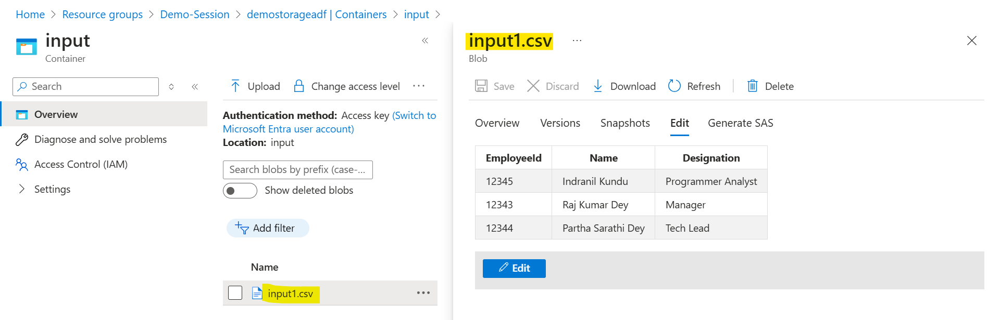 Home > Resource groups > Demo-Session > demostorageadf | Containers > input >
input
Container
Search
Overview
Diagnose and solve problems
Access Control (IAM)
Settings
Upload Change access level ...
Authentication method: Access key (Switch to
Microsoft Entra user account)
Location: input
Search blobs by prefix (case-...
Show deleted blobs
Add filter
Name
input1.csv ...
input1.csv ...
Blob
Save Discard Download Refresh Delete
Overview Versions Snapshots Edit Generate SAS
EmployeeId Name Designation
12345 Indranil Kundu Programmer Analyst
12343 Raj Kumar Dey Manager
12344 Partha Sarathi Dey Tech Lead
Edit